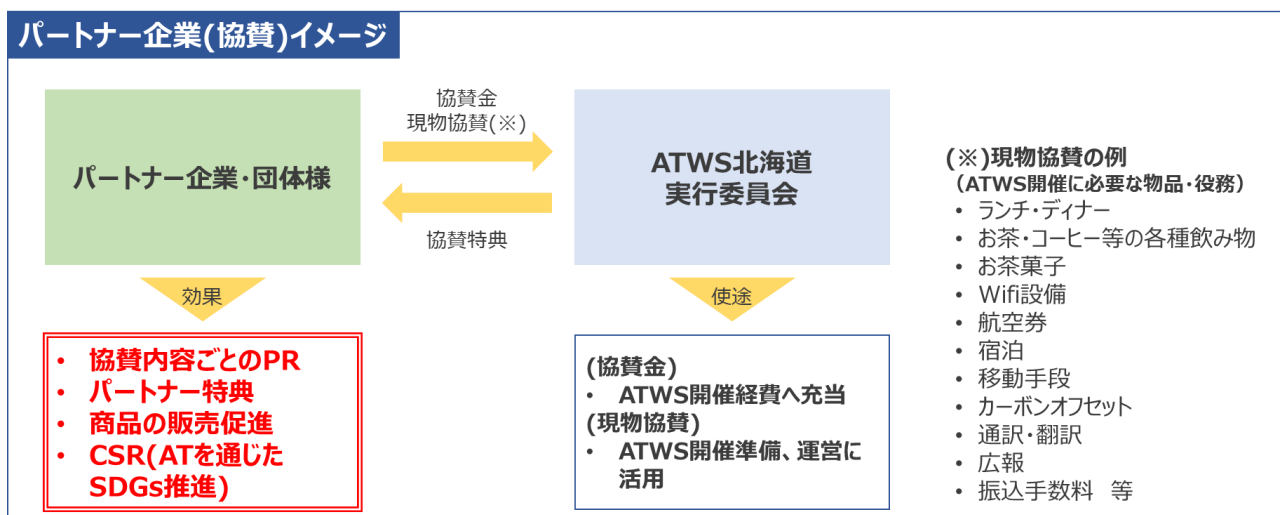 パートナー企業(協賛)イメージ
パートナー企業・団体様
協賛金
現物協賛(※)
協賛特典
ATWS北海道
実行委員会
効果
使途
• 協賛内容ごとのPR
• パートナー特典
• 商品の販売促進
• CSR(ATを通じた
SDGs推進)
(協賛金)
• ATWS開催経費へ充当
(現物協賛)
• ATWS開催準備、運営に
活用
(※)現物協賛の例
（ATWS開催に必要な物品・役務）
• ランチ・ディナー
• お茶・コーヒー等の各種飲み物
• お茶菓子
• Wifi設備
• 航空券
• 宿泊
• 移動手段
• カーボンオフセット
• 通訳・翻訳
• 広報
• 振込手数料　等